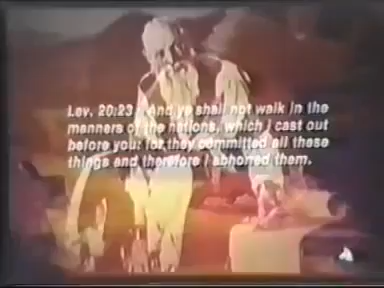 Lev. 20:23 And ye shall not walk in the
manners of the nations, which I cast out
before you: for they committed all these
things and therefore I abhorred them.